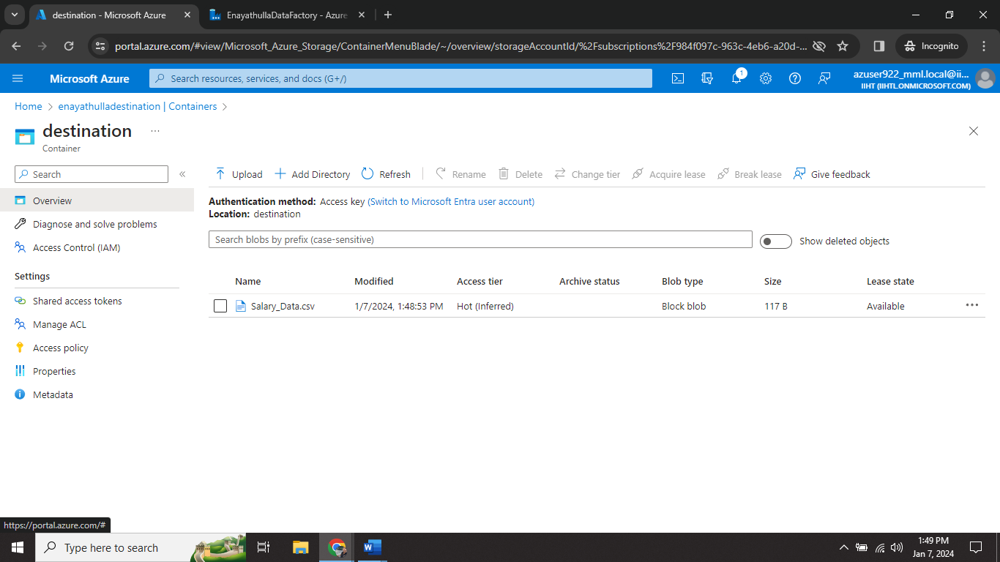 destination - Microsoft Azure
EnayathullaDataFactory - Azure
portal.azure.com/#view/Microsoft_Azure_Storage/ContainerMenuBlade/~/overview/storageAccountId/%2Fsubscriptions%2F984f097c-963c-4eb6-a20d-...
Incognito
Microsoft Azure
Search resources, services, and docs (G+/)
1
azuser922_mml.local@ii...
IIHT (IIHTL.ONMICROSOFT.COM)
Home > enayathulladestination | Containers >
destination ...
Container
Search
«
Upload Add Directory Refresh Rename Delete Change tier Acquire lease Break lease Give feedback
Overview
Diagnose and solve problems
Access Control (IAM)
Settings
Shared access tokens
Manage ACL
Access policy
Properties
Metadata
Authentication method: Access key (Switch to Microsoft Entra user account)
Location: destination
Search blobs by prefix (case-sensitive)
Show deleted objects
Name Modified Access tier Archive status Blob type Size Lease state
Salary_Data.csv 1/7/2024, 1:48:53 PM Hot (Inferred) Block blob 117 B Available
https://portal.azure.com/#
Type here to search
1:49 PM
Jan 7, 2024